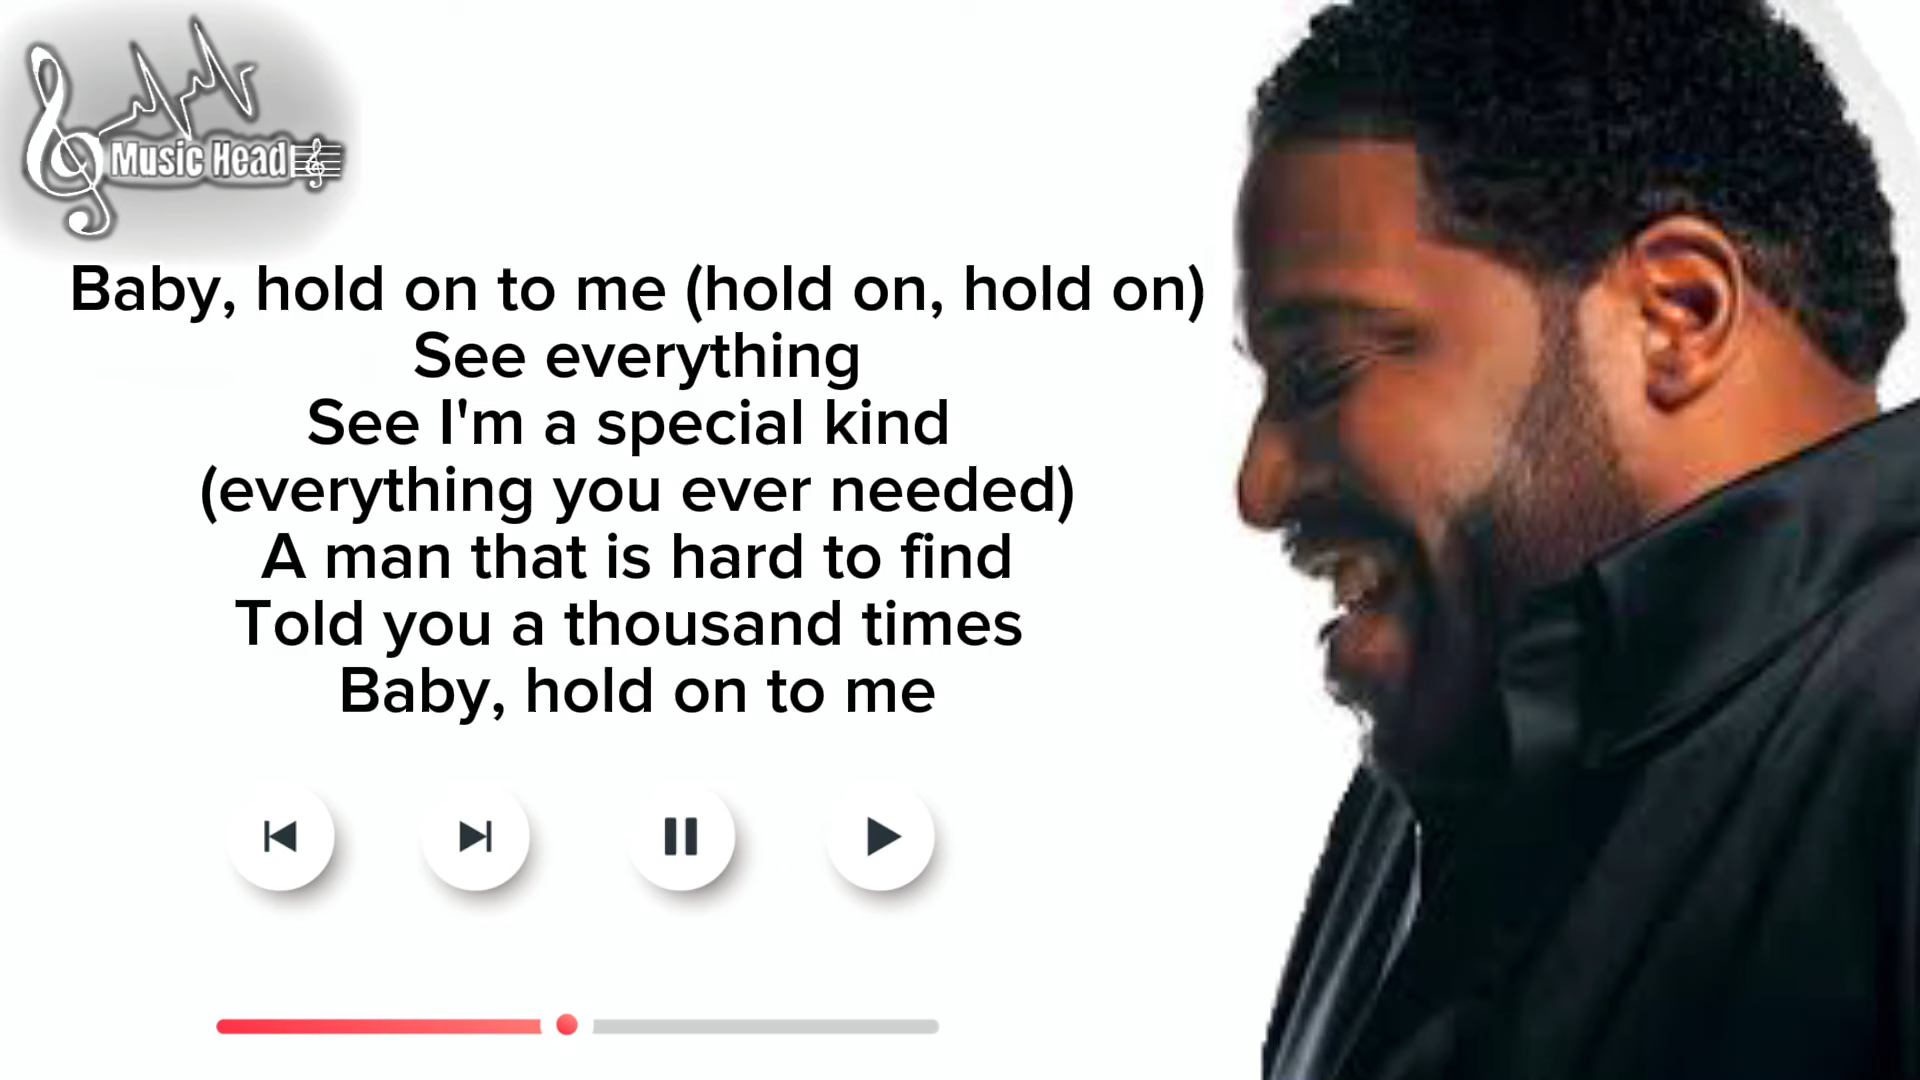 Music Head
Baby, hold on to me (hold on, hold on)
See everything
See I'm a special kind
(everything you ever needed)
A man that is hard to find
Told you a thousand times
Baby, hold on to me